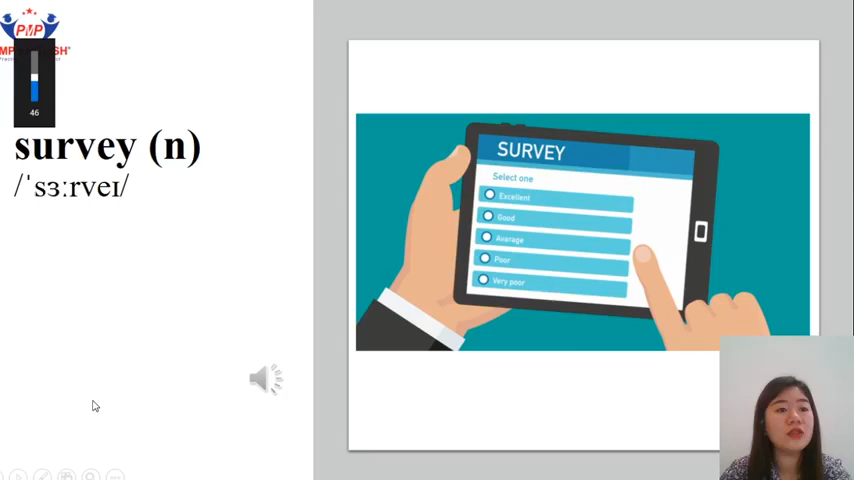 PMP
46
survey (n)
/ˈsɜːrveɪ/
SURVEY
Select one
Excellent
Good
Avarage
Poor
Very poor